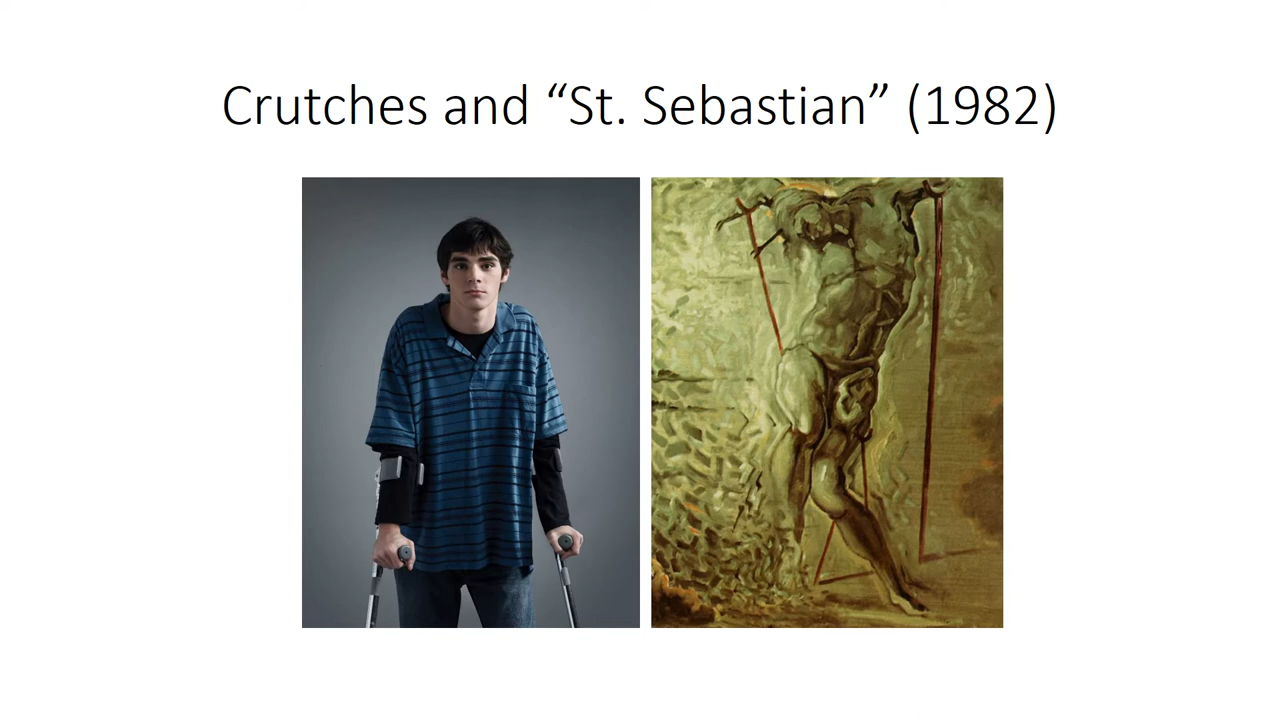 Crutches and “St. Sebastian” (1982)